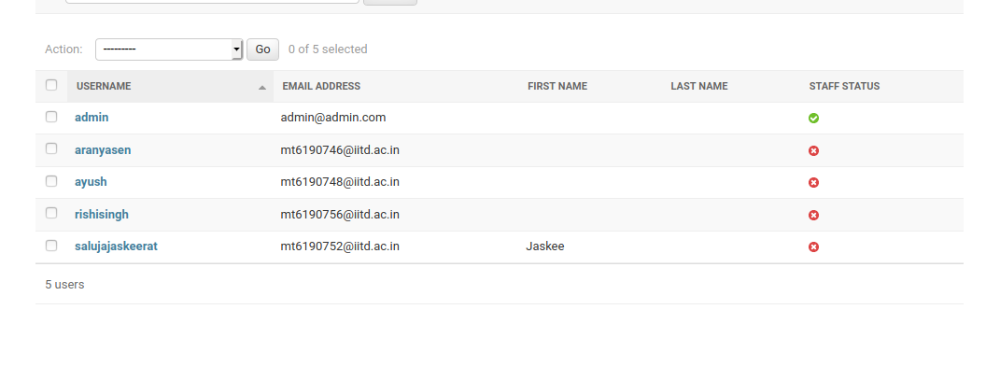 Action: --------- Go 0 of 5 selected
USERNAME EMAIL ADDRESS FIRST NAME LAST NAME STAFF STATUS
admin admin@admin.com
aranyasen mt6190746@iitd.ac.in
ayush mt6190748@iitd.ac.in
rishisingh mt6190756@iitd.ac.in
salujajaskeerat mt6190752@iitd.ac.in Jaskee
5 users